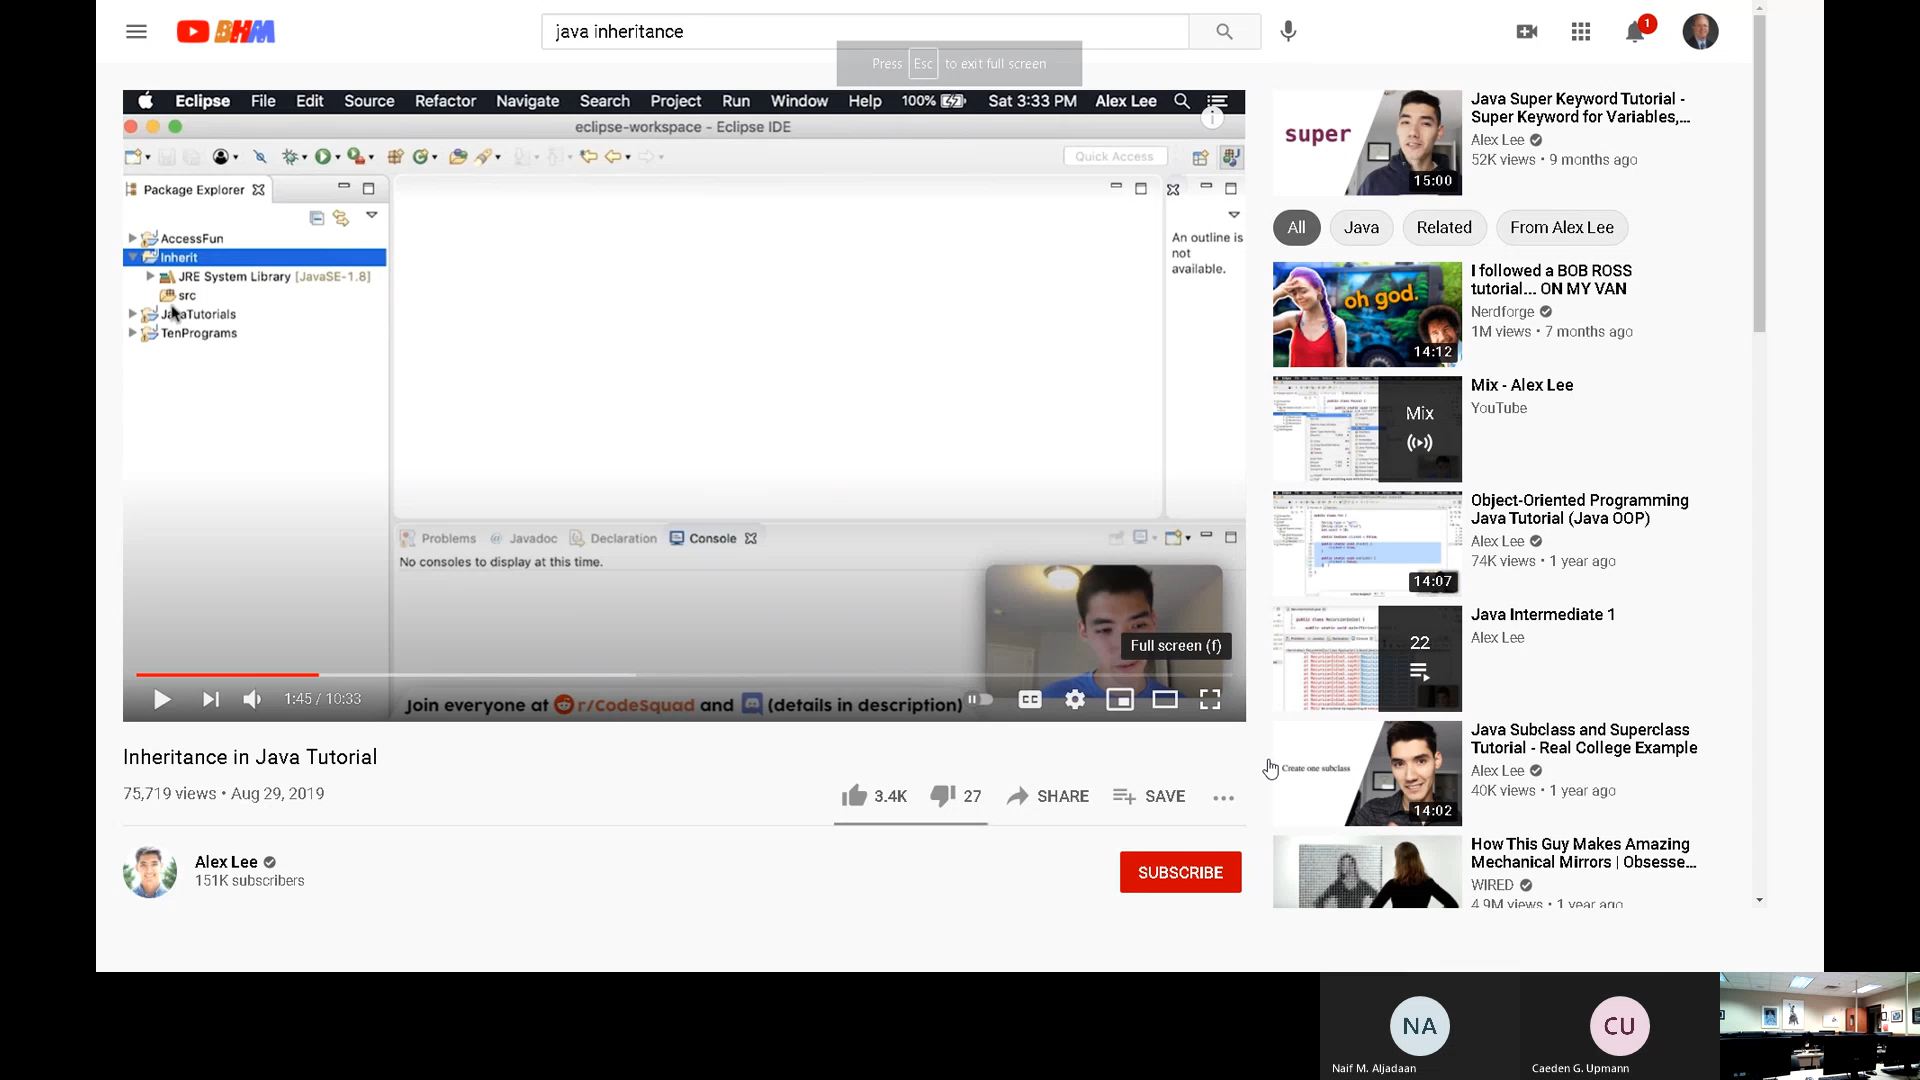 BHM
java inheritance
1
Press Esc to exit full screen
Eclipse File Edit Source Refactor Navigate Search Project Run Window Help 100% Sat 3:33 PM Alex Lee
eclipse-workspace - Eclipse IDE
Quick Access
Package Explorer
AccessFun
Inherit
JRE System Library [JavaSE-1.8]
src
JavaTutorials
TenPrograms
An outline is
not
available.
Problems @ Javadoc Declaration Console
No consoles to display at this time.
Full screen (f)
1:45 / 10:33
Join everyone at r/CodeSquad and (details in description)
CC
Inheritance in Java Tutorial
75,719 views • Aug 29, 2019
3.4K 27 SHARE SAVE
Alex Lee
151K subscribers
SUBSCRIBE
super
15:00
Java Super Keyword Tutorial -
Super Keyword for Variables,...
Alex Lee
52K views • 9 months ago
All Java Related From Alex Lee
oh god.
14:12
I followed a BOB ROSS
tutorial... ON MY VAN
Nerdforge
1M views • 7 months ago
Mix
Mix - Alex Lee
YouTube
14:07
Object-Oriented Programming
Java Tutorial (Java OOP)
Alex Lee
74K views • 1 year ago
22
Java Intermediate 1
Alex Lee
Create one subclass
14:02
Java Subclass and Superclass
Tutorial - Real College Example
Alex Lee
40K views • 1 year ago
How This Guy Makes Amazing
Mechanical Mirrors | Obsesse...
WIRED
4.9M views • 1 year ago
NA
Naif M. Aljadaan
CU
Caeden G. Upmann